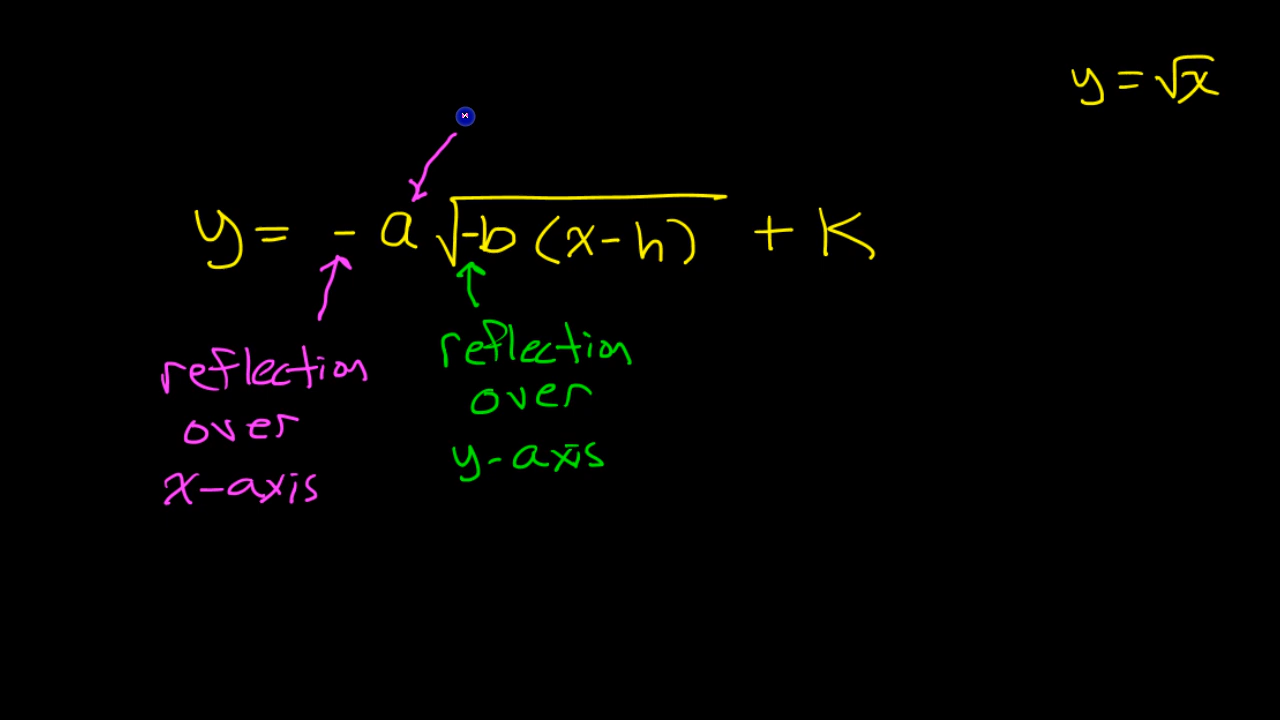 y = √x
y = - a √-b (x-h) + K
reflection
over
x-axis
reflection
over
y-axis